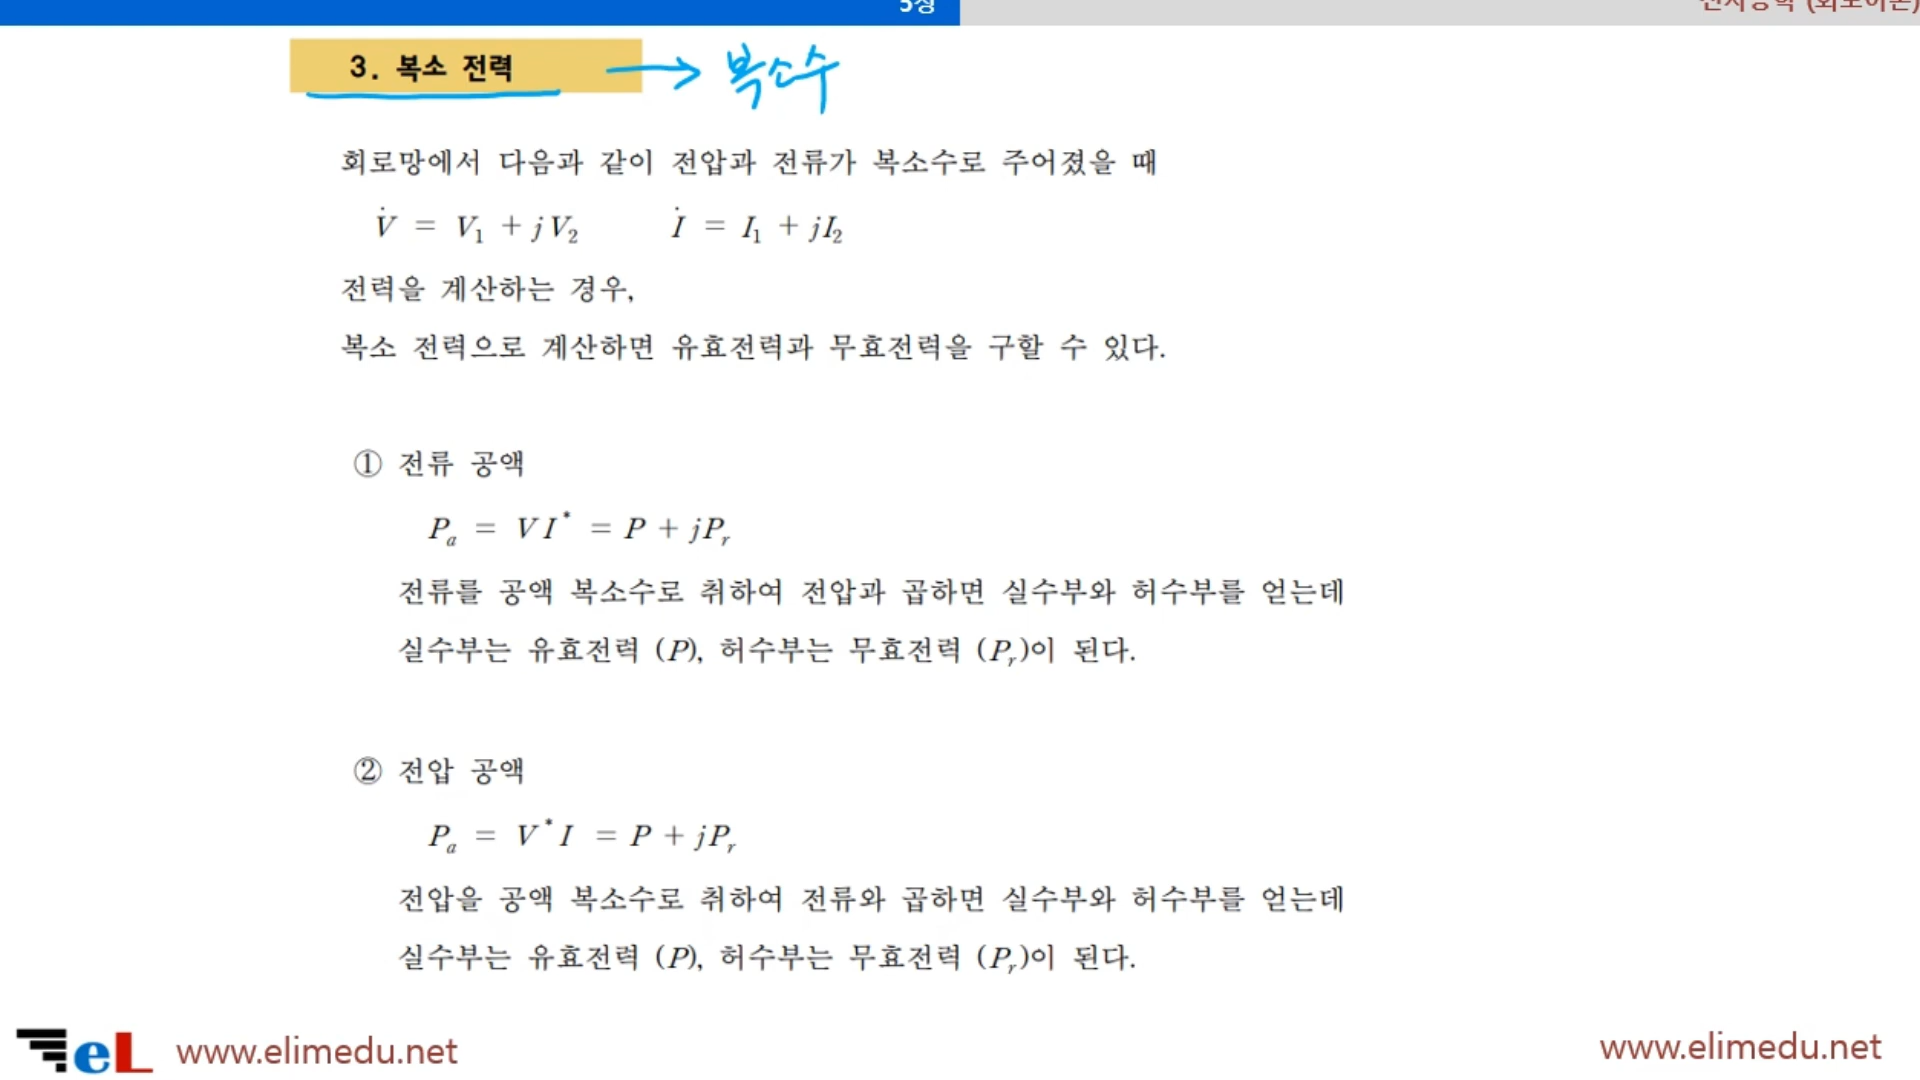 5장
3. 복소 전력 → 복소수
회로망에서 다음과 같이 전압과 전류가 복소수로 주어졌을 때
V̇ = V₁ + jV₂ İ = I₁ + jI₂
전력을 계산하는 경우,
복소 전력으로 계산하면 유효전력과 무효전력을 구할 수 있다.
① 전류 공액
Pₐ = VI* = P + jPᵣ
전류를 공액 복소수로 취하여 전압과 곱하면 실수부와 허수부를 얻는데
실수부는 유효전력 (P), 허수부는 무효전력 (Pᵣ)이 된다.
② 전압 공액
Pₐ = V*I = P + jPᵣ
전압을 공액 복소수로 취하여 전류와 곱하면 실수부와 허수부를 얻는데
실수부는 유효전력 (P), 허수부는 무효전력 (Pᵣ)이 된다.
eL www.elimedu.net
www.elimedu.net